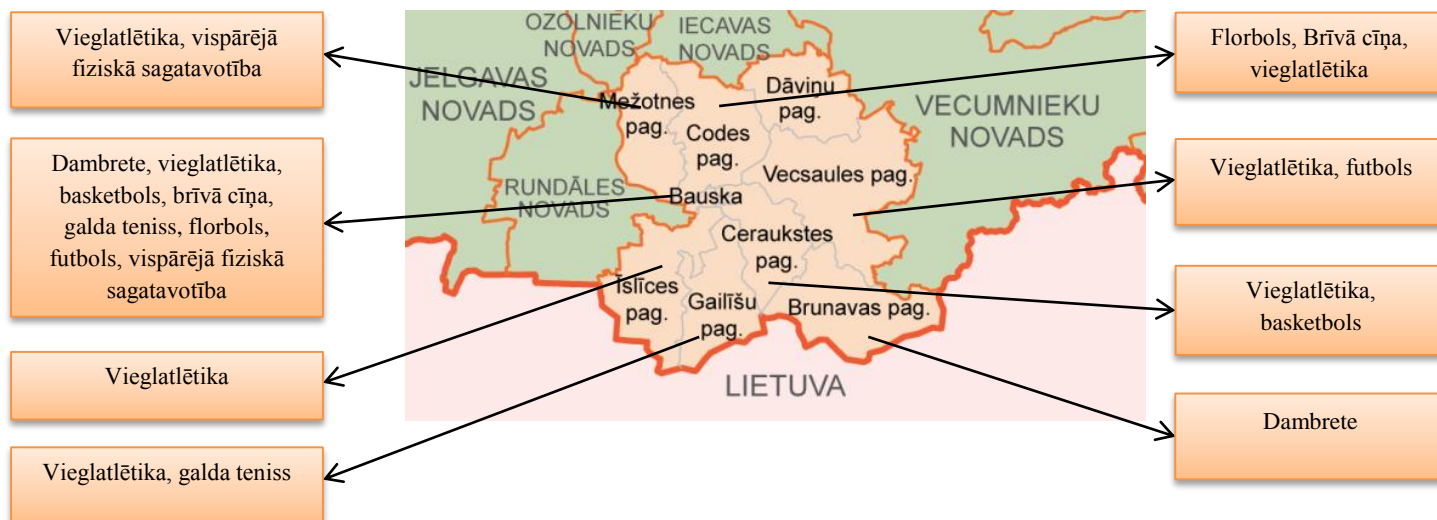 Vieglatlētika, vispārējā
fiziskā sagatavotība
Dambrete, vieglatlētika,
basketbols, brīvā cīņa,
galda teniss, florbols,
futbols, vispārējā fiziskā
sagatavotība
Vieglatlētika
Vieglatlētika, galda teniss
OZOLNIEKU
NOVADS
IECAVAS
NOVADS
JELGAVAS
NOVADS
Mežotnes
pag.
Codes
pag.
Dāviņu
pag.
VECUMNIEKU
NOVADS
Vecsaules pag.
RUNDĀLES
NOVADS
Bauska
Ceraukstes
pag.
Īslīces
pag.
Gailīšu
pag.
Brunavas pag.
LIETUVA
Florbols, Brīvā cīņa,
vieglatlētika
Vieglatlētika, futbols
Vieglatlētika,
basketbols
Dambrete